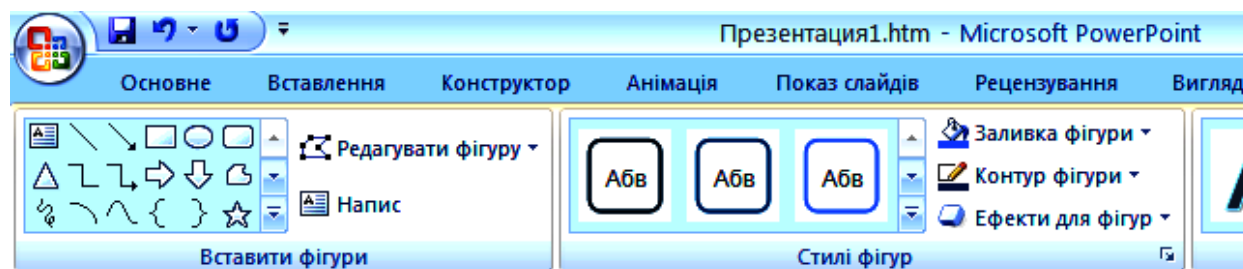 Презентация1.htm - Microsoft PowerPoint
Основне Вставлення Конструктор Анімація Показ слайдів Рецензування Вигляд
Редагувати фігуру
Напис
Вставити фігури
Абв Абв Абв
Заливка фігури
Контур фігури
Ефекти для фігур
Стилі фігур